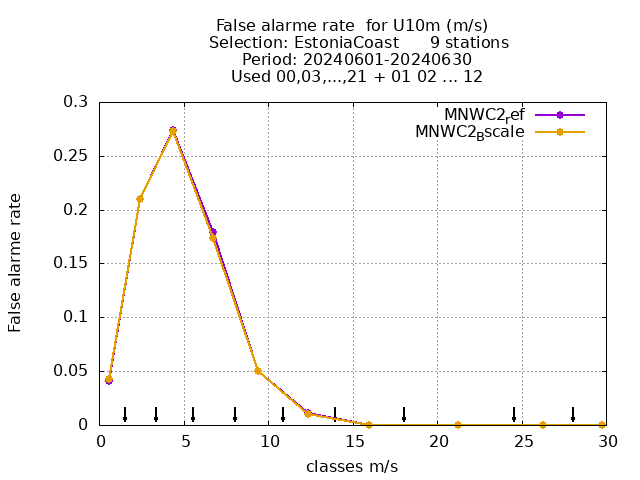 False alarme rate  for U10m (m/s)
Selection: EstoniaCoast      9 stations
Period: 20240601-20240630
Used 00,03,...,21 + 01 02 ... 12
MNWC2ref
MNWC2Bscale
0.3
0.25
0.2
0.15
0.1
0.05
0
False alarme rate
0 5 10 15 20 25 30
classes m/s